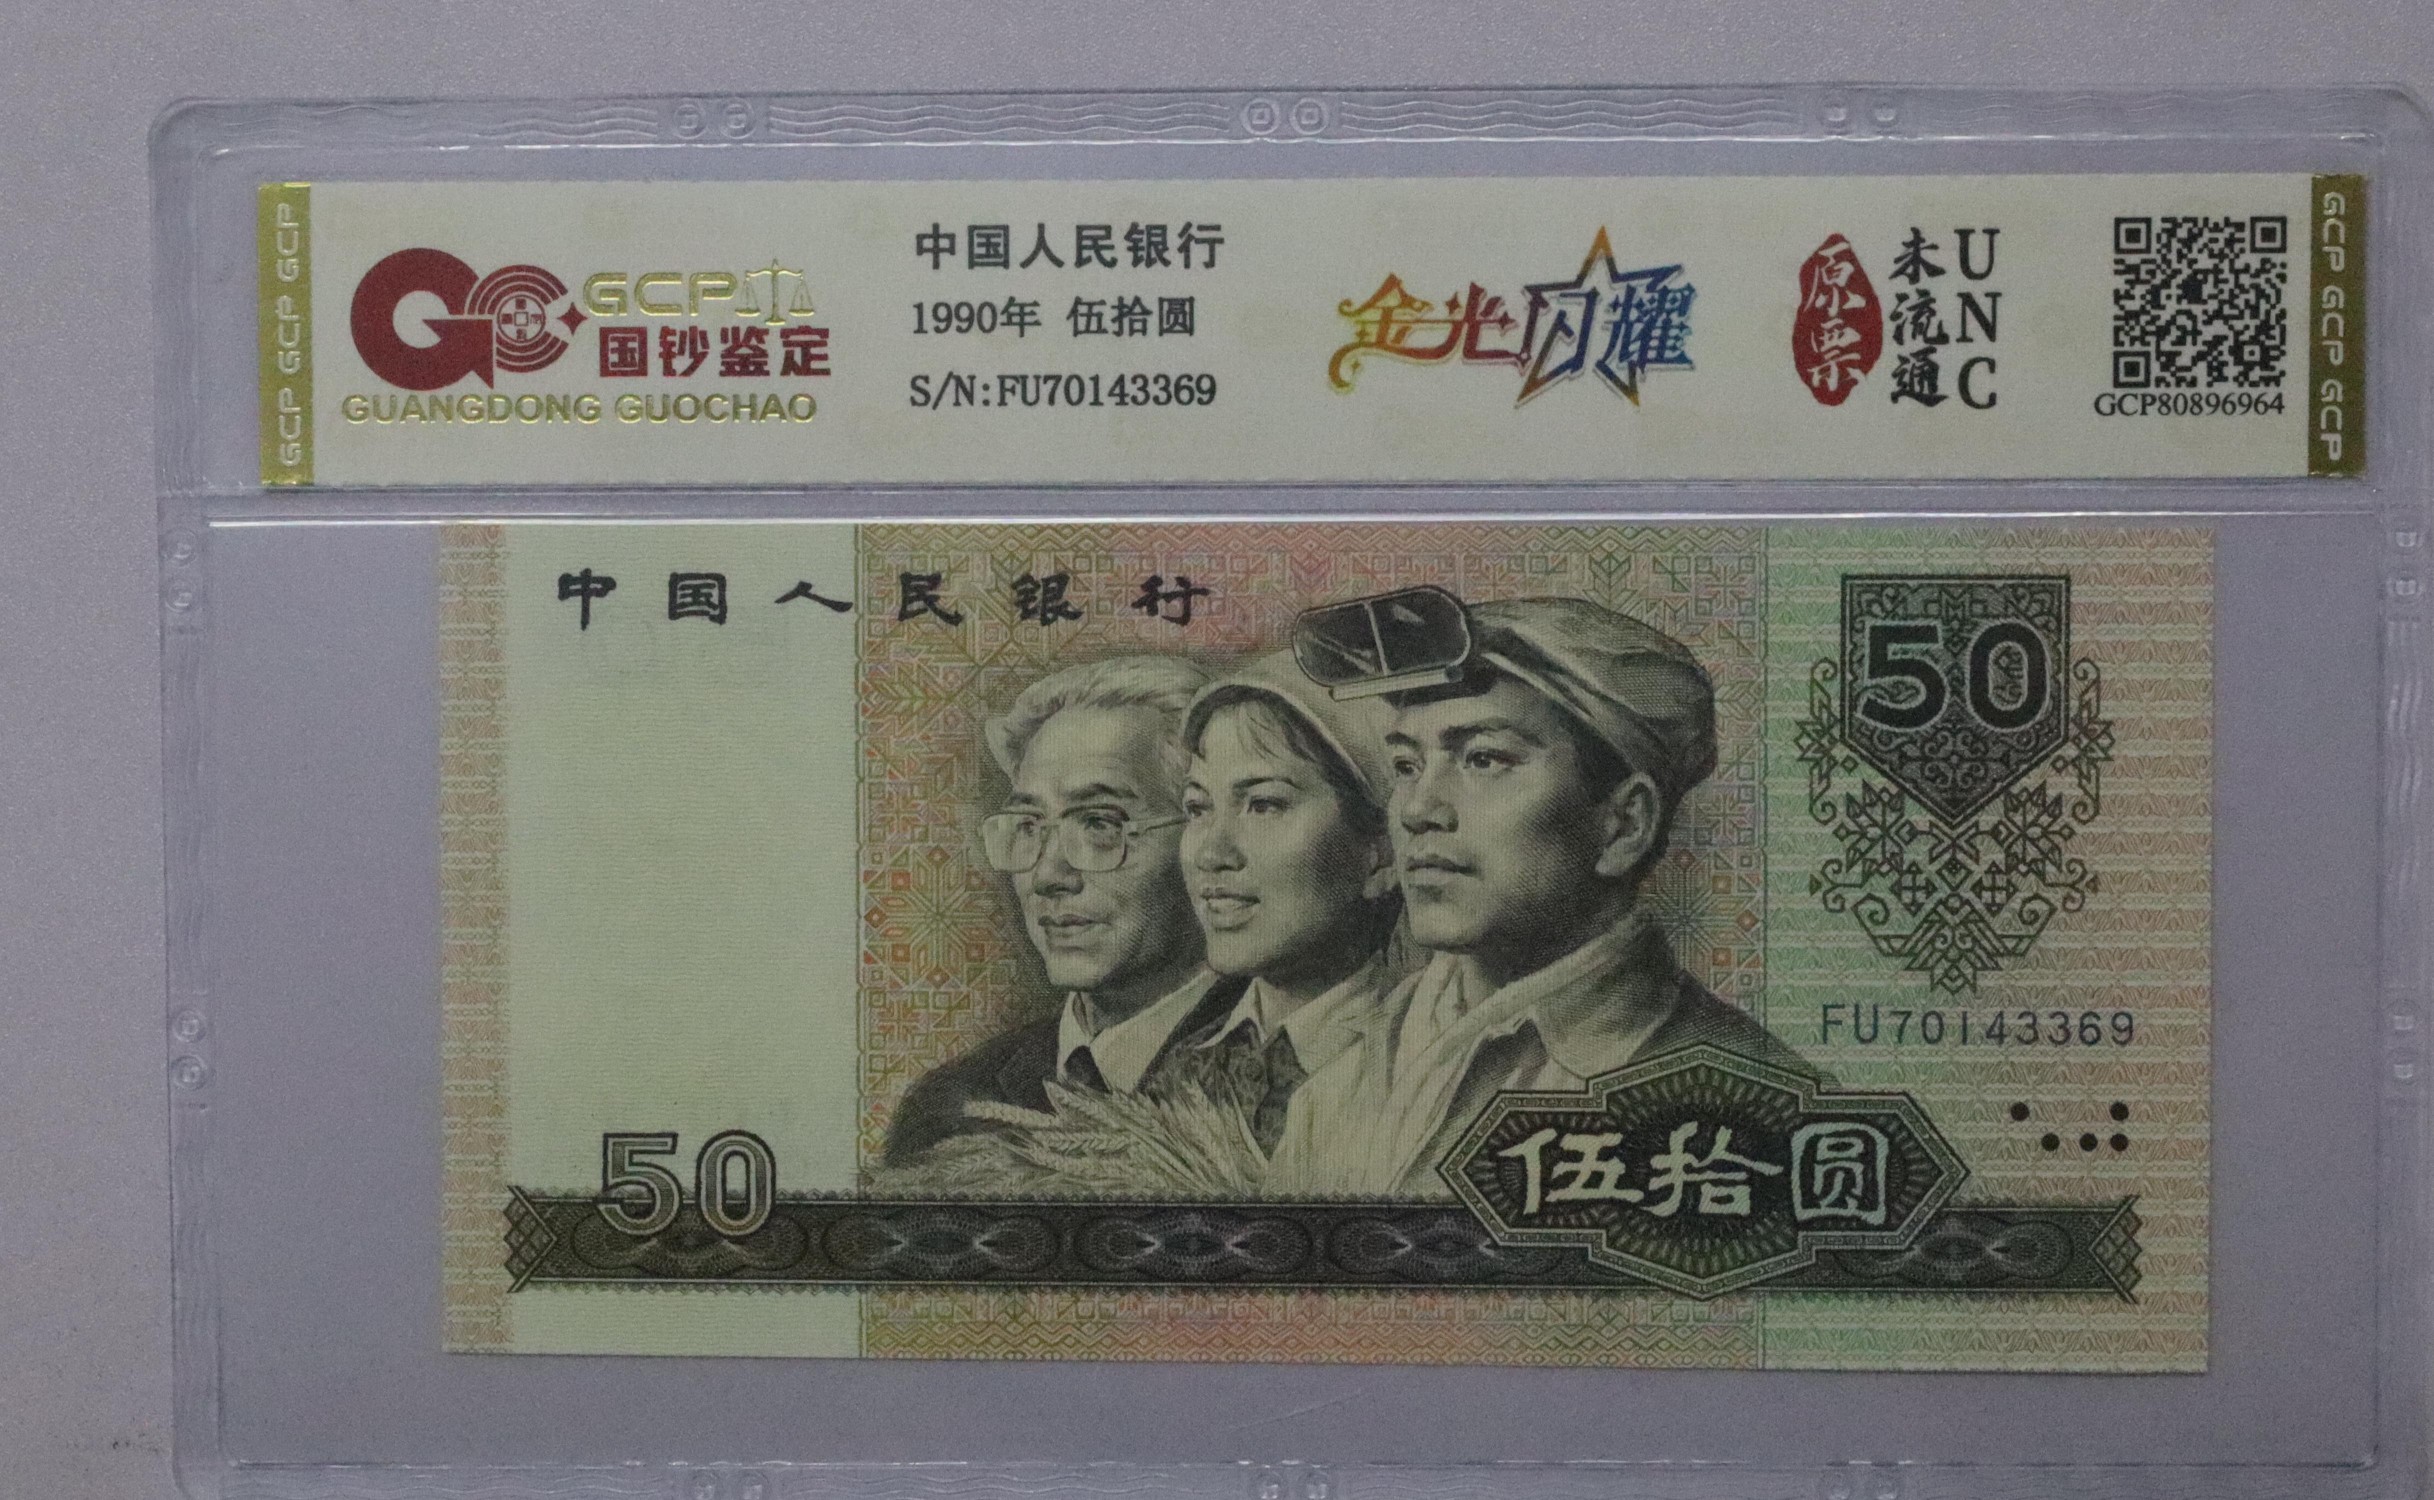 GCP GCP GCP
GCP
国钞鉴定
GUANGDONG GUOCHAO
中国人民银行
1990年 伍拾圆
S/N:FU70143369
金光闪耀
原票
未流通
UNC
GCP80896964
GCP GCP GCP
中国人民银行
50
FU70143369
50
伍拾圆